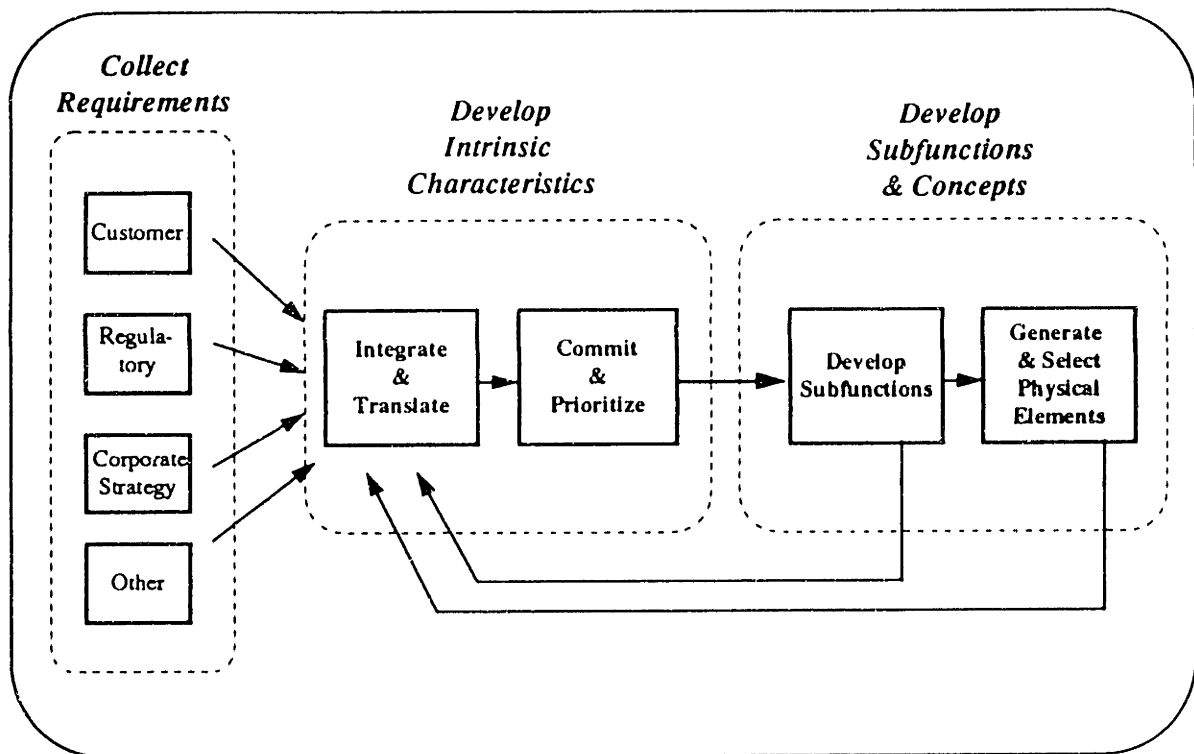 Collect
Requirements
Customer
Regula-
tory
Corporate
Strategy
Other
Develop
Intrinsic
Characteristics
Integrate
&
Translate
Commit
&
Prioritize
Develop
Subfunctions
& Concepts
Develop
Subfunctions
Generate
& Select
Physical
Elements